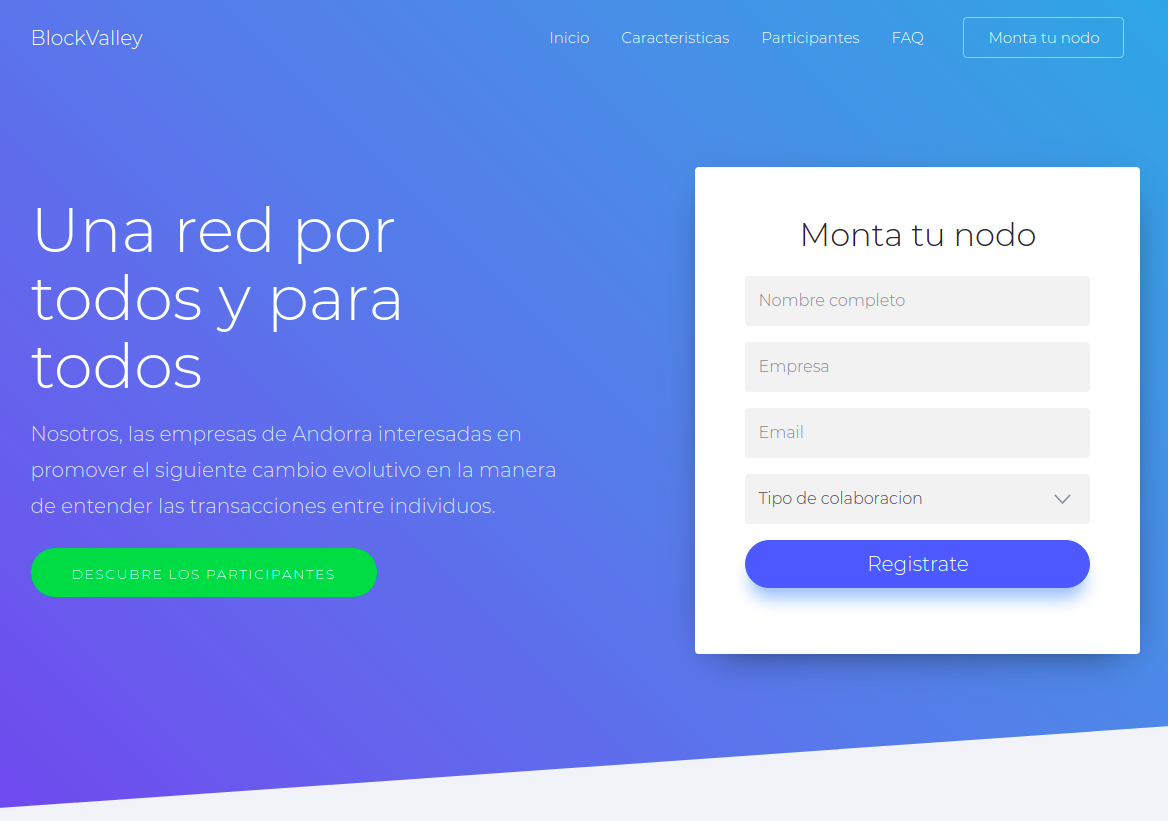 BlockValley
Inicio
Caracteristicas
Participantes
FAQ
Monta tu nodo
Una red por
todos y para
todos
Nosotros, las empresas de Andorra interesadas en
promover el siguiente cambio evolutivo en la manera
de entender las transacciones entre individuos.
DESCUBRE LOS PARTICIPANTES
Monta tu nodo
Nombre completo
Empresa
Email
Tipo de colaboracion
Registrate